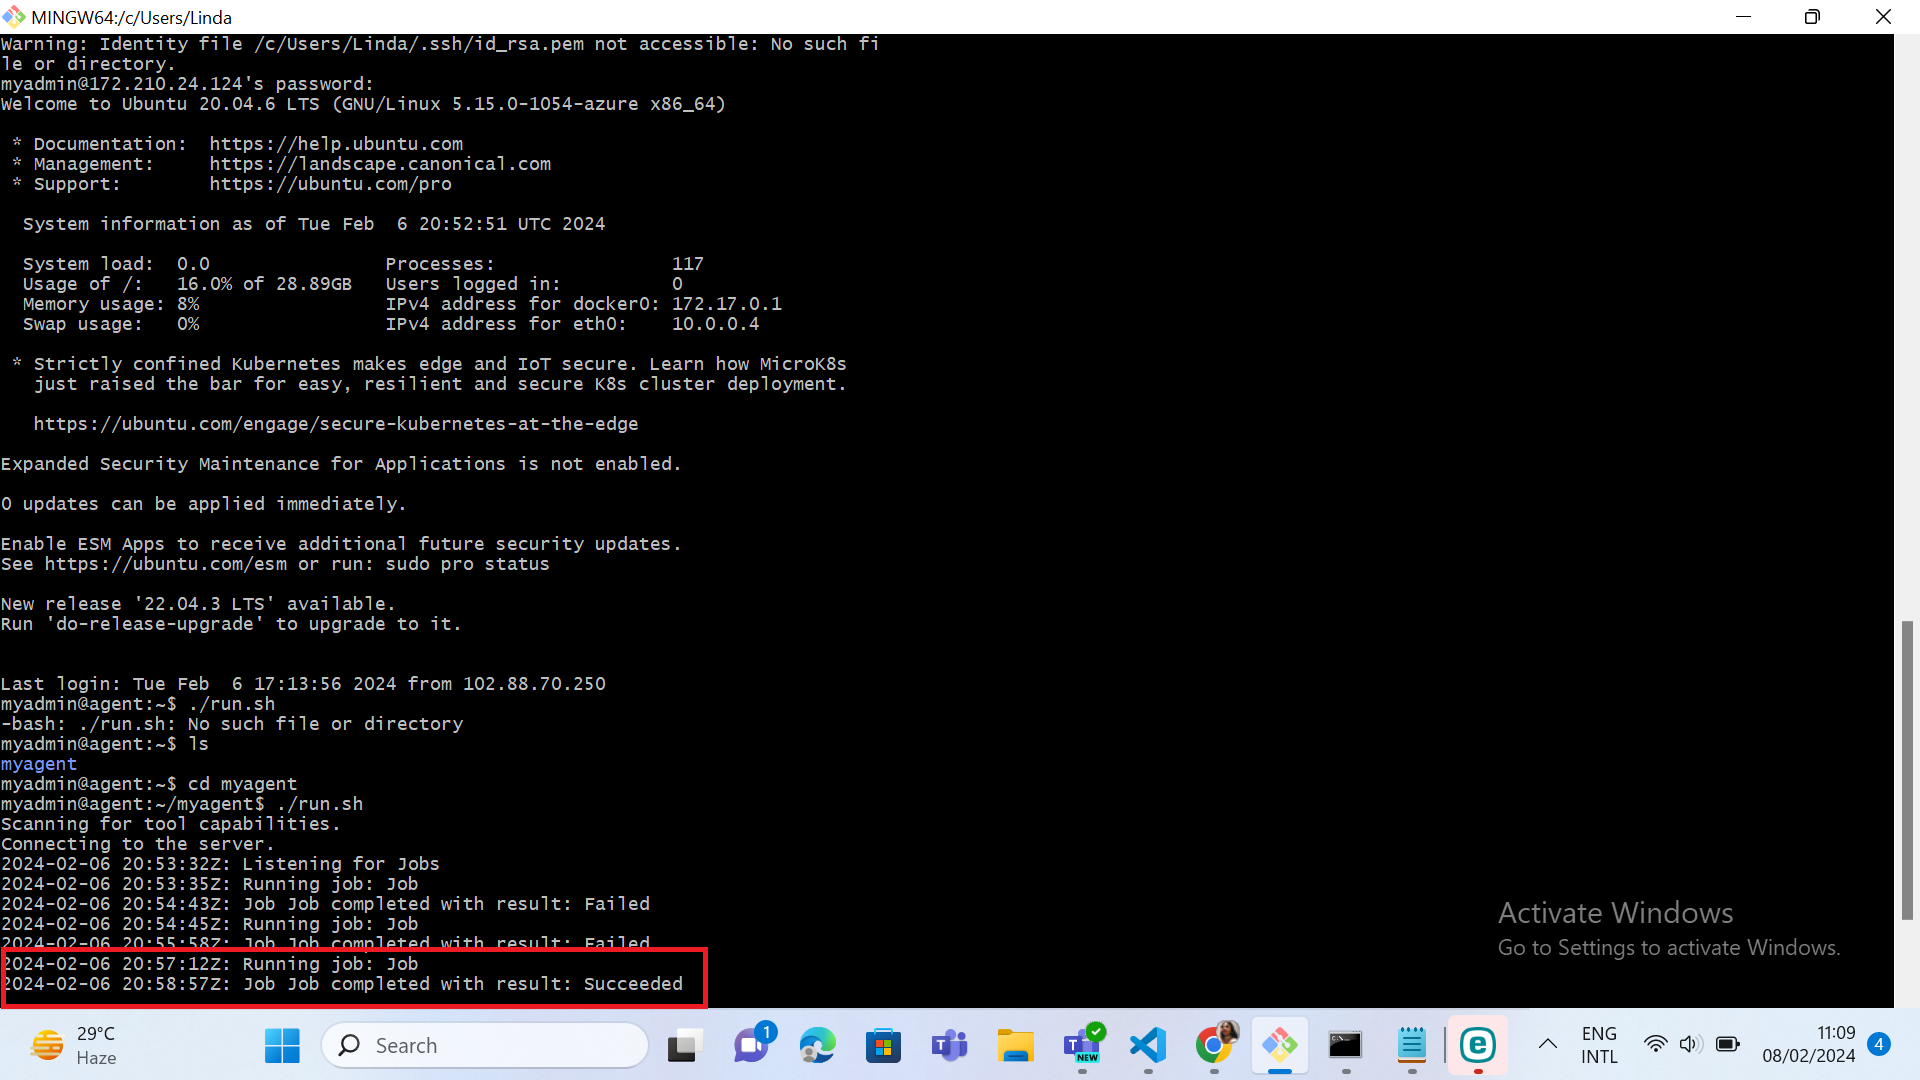 MINGW64:/c/Users/Linda
Warning: Identity file /c/Users/Linda/.ssh/id_rsa.pem not accessible: No such fi
le or directory.
myadmin@172.210.24.124's password:
Welcome to Ubuntu 20.04.6 LTS (GNU/Linux 5.15.0-1054-azure x86_64)
* Documentation: https://help.ubuntu.com
* Management: https://landscape.canonical.com
* Support: https://ubuntu.com/pro
System information as of Tue Feb 6 20:52:51 UTC 2024
System load: 0.0 Processes: 117
Usage of /: 16.0% of 28.89GB Users logged in: 0
Memory usage: 8% IPv4 address for docker0: 172.17.0.1
Swap usage: 0% IPv4 address for eth0: 10.0.0.4
* Strictly confined Kubernetes makes edge and IoT secure. Learn how MicroK8s
just raised the bar for easy, resilient and secure K8s cluster deployment.
https://ubuntu.com/engage/secure-kubernetes-at-the-edge
Expanded Security Maintenance for Applications is not enabled.
0 updates can be applied immediately.
Enable ESM Apps to receive additional future security updates.
See https://ubuntu.com/esm or run: sudo pro status
New release '22.04.3 LTS' available.
Run 'do-release-upgrade' to upgrade to it.
Last login: Tue Feb 6 17:13:56 2024 from 102.88.70.250
myadmin@agent:~$ ./run.sh
-bash: ./run.sh: No such file or directory
myadmin@agent:~$ ls
myagent
myadmin@agent:~$ cd myagent
myadmin@agent:~/myagent$ ./run.sh
Scanning for tool capabilities.
Connecting to the server.
2024-02-06 20:53:32Z: Listening for Jobs
2024-02-06 20:53:35Z: Running job: Job
2024-02-06 20:54:43Z: Job Job completed with result: Failed
2024-02-06 20:54:45Z: Running job: Job
2024-02-06 20:55:58Z: Job Job completed with result: Failed
2024-02-06 20:57:12Z: Running job: Job
2024-02-06 20:58:57Z: Job Job completed with result: Succeeded
Activate Windows
Go to Settings to activate Windows.
29°C
Haze
Search
1
NEW
ENG
INTL
11:09
08/02/2024
4